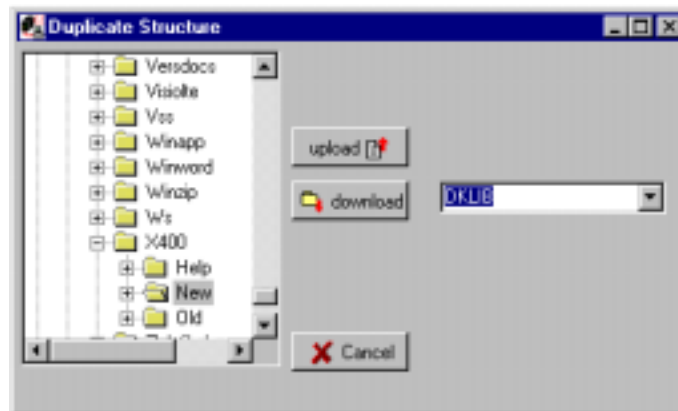 Duplicate Structure
Versdocs
Visiolte
Vss
Winapp
Winword
Winzip
Ws
X400
Help
New
Old
upload
download
DKLIB
Cancel